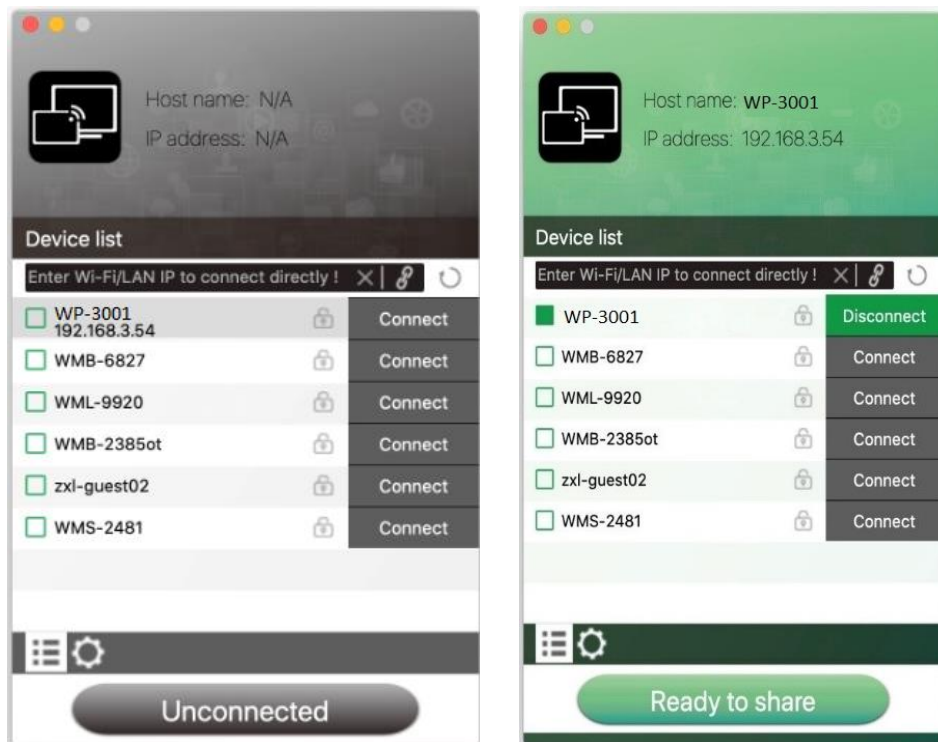 Host name: N/A
IP address: N/A
Device list
Enter Wi-Fi/LAN IP to connect directly !
WP-3001
192.168.3.54
Connect
WMB-6827
Connect
WML-9920
Connect
WMB-2385ot
Connect
zxl-guest02
Connect
WMS-2481
Connect
Unconnected
Host name: WP-3001
IP address: 192.168.3.54
Device list
Enter Wi-Fi/LAN IP to connect directly !
WP-3001
Disconnect
WMB-6827
Connect
WML-9920
Connect
WMB-2385ot
Connect
zxl-guest02
Connect
WMS-2481
Connect
Ready to share